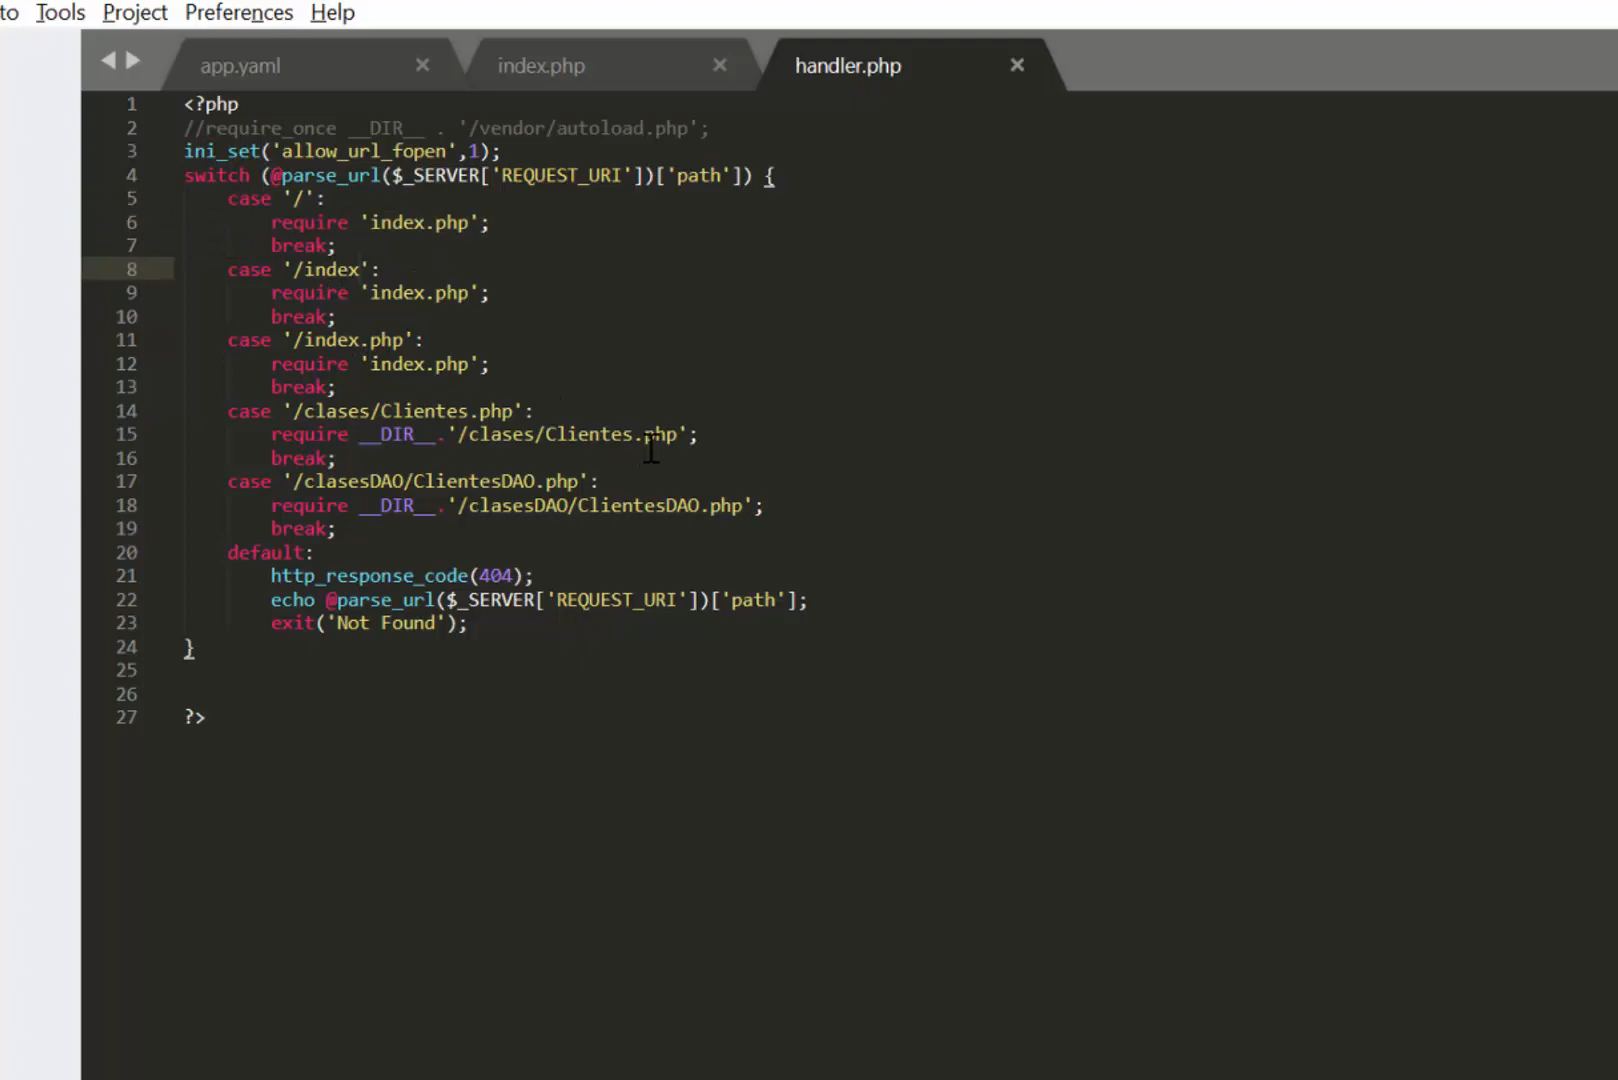 to Tools Project Preferences Help
app.yaml × index.php × handler.php ×
1 <?php
2 //require_once __DIR__ . '/vendor/autoload.php';
3 ini_set('allow_url_fopen',1);
4 switch (@parse_url($_SERVER['REQUEST_URI'])['path']) {
5 case '/':
6 require 'index.php';
7 break;
8 case '/index':
9 require 'index.php';
10 break;
11 case '/index.php':
12 require 'index.php';
13 break;
14 case '/clases/Clientes.php':
15 require __DIR__.'/clases/Clientes.php';
16 break;
17 case '/clasesDAO/ClientesDAO.php':
18 require __DIR__.'/clasesDAO/ClientesDAO.php';
19 break;
20 default:
21 http_response_code(404);
22 echo @parse_url($_SERVER['REQUEST_URI'])['path'];
23 exit('Not Found');
24 }
25
26
27 ?>